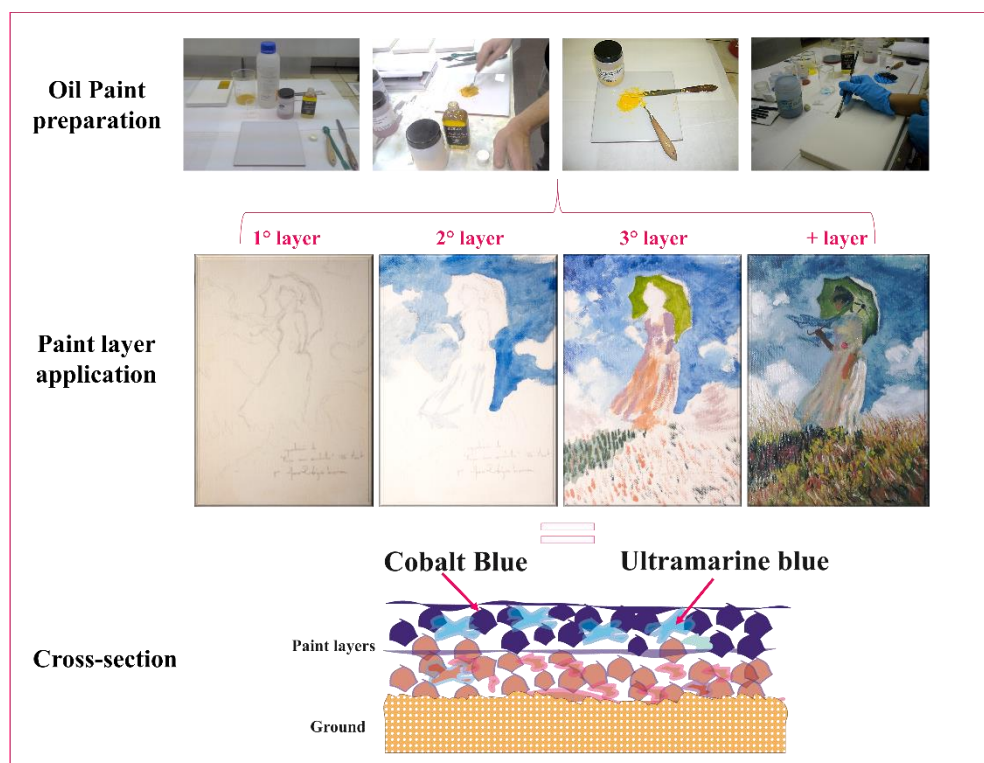 Oil Paint
preparation
1° layer
2° layer
3° layer
+ layer
Paint layer
application
Cobalt Blue
Ultramarine blue
Paint layers
Cross-section
Ground